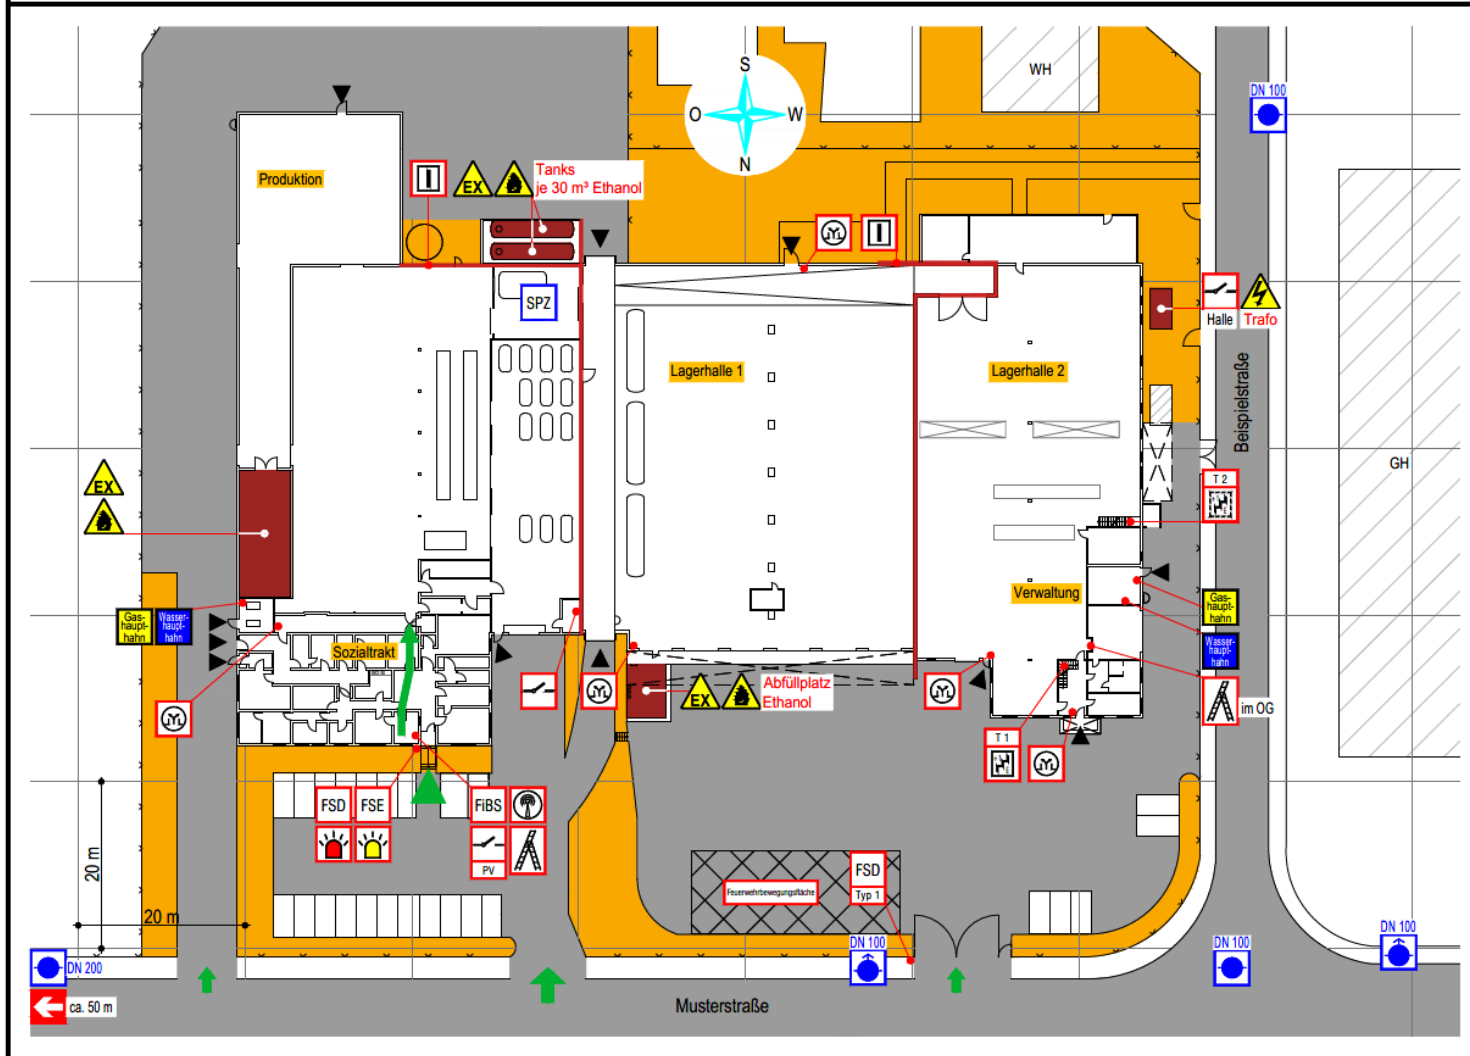 WH
DN 100
S
O
W
N
Produktion
EX
Tanks
je 30 m³ Ethanol
SPZ
Halle
Trafo
Lagerhalle 1
Lagerhalle 2
Beispielstraße
GH
EX
T 2
Gas-
haupt-
hahn
Wasser-
haupt-
hahn
Verwaltung
Gas-
haupt-
hahn
Wasser-
haupt-
hahn
Sozialtrakt
EX
Abfüllplatz
Ethanol
im OG
T 1
FSD
FSE
FiBS
PV
20 m
20 m
Feuerwehrbewegungsfläche
FSD
Typ 1
DN 100
DN 100
DN 100
DN 200
ca. 50 m
Musterstraße